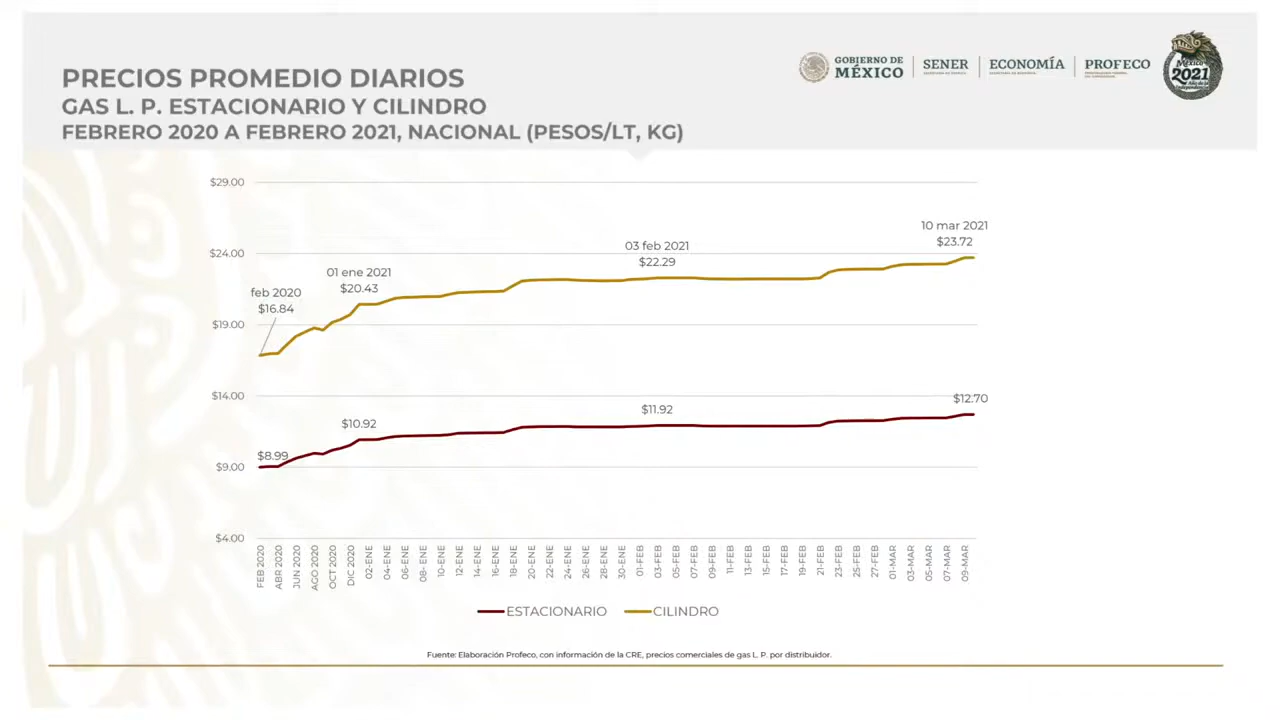 PRECIOS PROMEDIO DIARIOS
GAS L. P. ESTACIONARIO Y CILINDRO
FEBRERO 2020 A FEBRERO 2021, NACIONAL (PESOS/LT, KG)
GOBIERNO DE
MÉXICO
SENER
ECONOMÍA
PROFECO
México
2021
$29.00
$24.00
$19.00
$14.00
$9.00
$4.00
feb 2020
$16.84
01 ene 2021
$20.43
03 feb 2021
$22.29
10 mar 2021
$23.72
$8.99
$10.92
$11.92
$12.70
FEB 2020
ABR 2020
JUN 2020
AGO 2020
OCT 2020
DIC 2020
02-ENE
04-ENE
06-ENE
08- ENE
10-ENE
12-ENE
14-ENE
16-ENE
18-ENE
20-ENE
22-ENE
24-ENE
26-ENE
28-ENE
30-ENE
01-FEB
03-FEB
05-FEB
07-FEB
09-FEB
11-FEB
13-FEB
15-FEB
17-FEB
19-FEB
21-FEB
23-FEB
25-FEB
27-FEB
01-MAR
03-MAR
05-MAR
07-MAR
09-MAR
ESTACIONARIO
CILINDRO
Fuente: Elaboración Profeco, con información de la CRE, precios comerciales de gas L. P. por distribuidor.